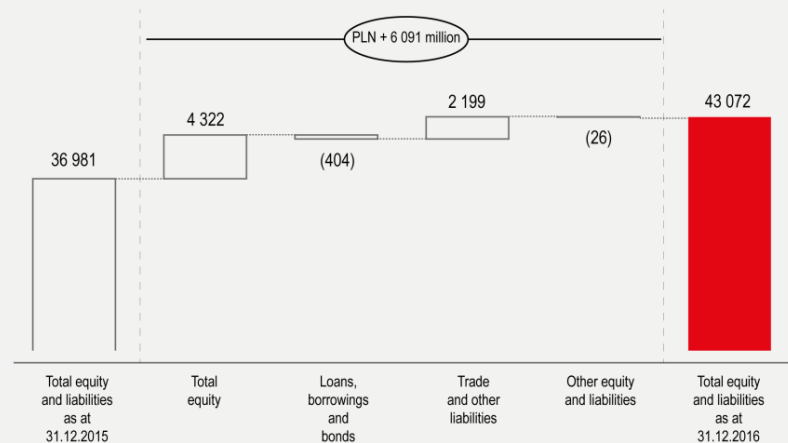 PLN + 6 091 million
36 981
4 322
(404)
2 199
(26)
43 072
Total equity
and liabilities
as at
31.12.2015
Total
equity
Loans,
borrowings
and
bonds
Trade
and other
liabilities
Other equity
and liabilities
Total equity
and liabilities
as at
31.12.2016